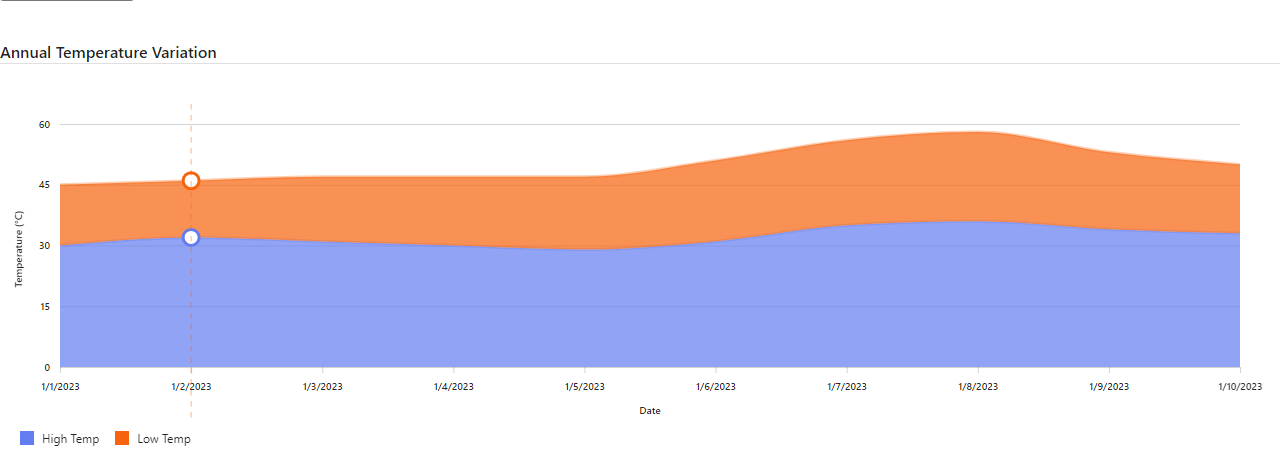 Annual Temperature Variation
60
45
30
15
0
Temperature (°C)
1/1/2023 1/2/2023 1/3/2023 1/4/2023 1/5/2023 1/6/2023 1/7/2023 1/8/2023 1/9/2023 1/10/2023
Date
High Temp Low Temp